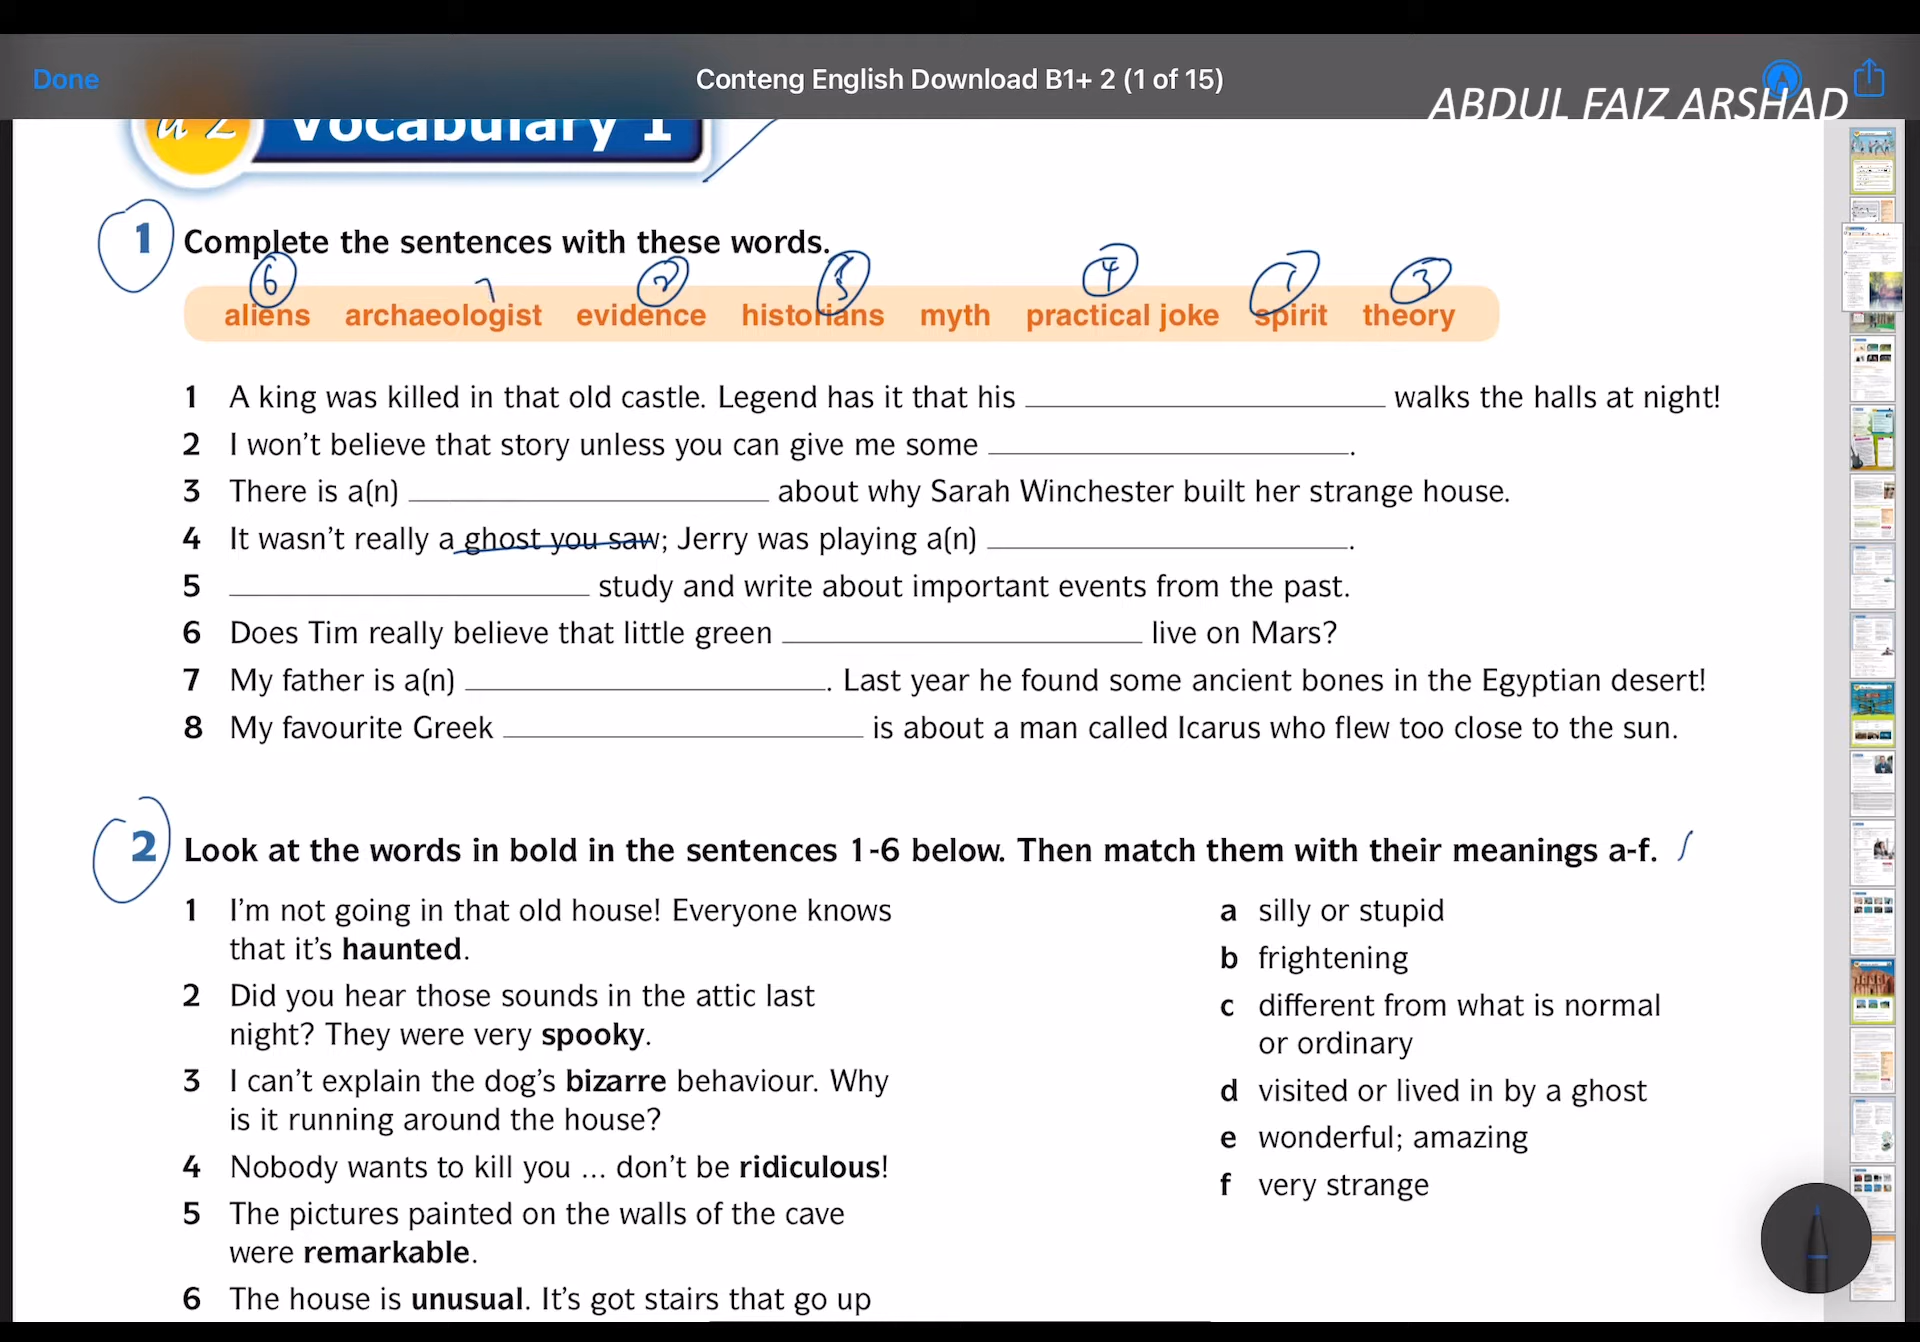 Done
Conteng English Download B1+ 2 (1 of 15)
ABDUL FAIZ ARSHAD
Vocabulary 1
1 Complete the sentences with these words.
6 7 2 5 4 1 3
aliens archaeologist evidence historians myth practical joke spirit theory
1 A king was killed in that old castle. Legend has it that his ____ walks the halls at night!
2 I won't believe that story unless you can give me some ____.
3 There is a(n) ____ about why Sarah Winchester built her strange house.
4 It wasn't really a ghost you saw; Jerry was playing a(n) ____.
5 ____ study and write about important events from the past.
6 Does Tim really believe that little green ____ live on Mars?
7 My father is a(n) ____. Last year he found some ancient bones in the Egyptian desert!
8 My favourite Greek ____ is about a man called Icarus who flew too close to the sun.
2 Look at the words in bold in the sentences 1-6 below. Then match them with their meanings a-f.
1 I'm not going in that old house! Everyone knows
that it's haunted.
2 Did you hear those sounds in the attic last
night? They were very spooky.
3 I can't explain the dog's bizarre behaviour. Why
is it running around the house?
4 Nobody wants to kill you ... don't be ridiculous!
5 The pictures painted on the walls of the cave
were remarkable.
6 The house is unusual. It's got stairs that go up
a silly or stupid
b frightening
c different from what is normal
or ordinary
d visited or lived in by a ghost
e wonderful; amazing
f very strange